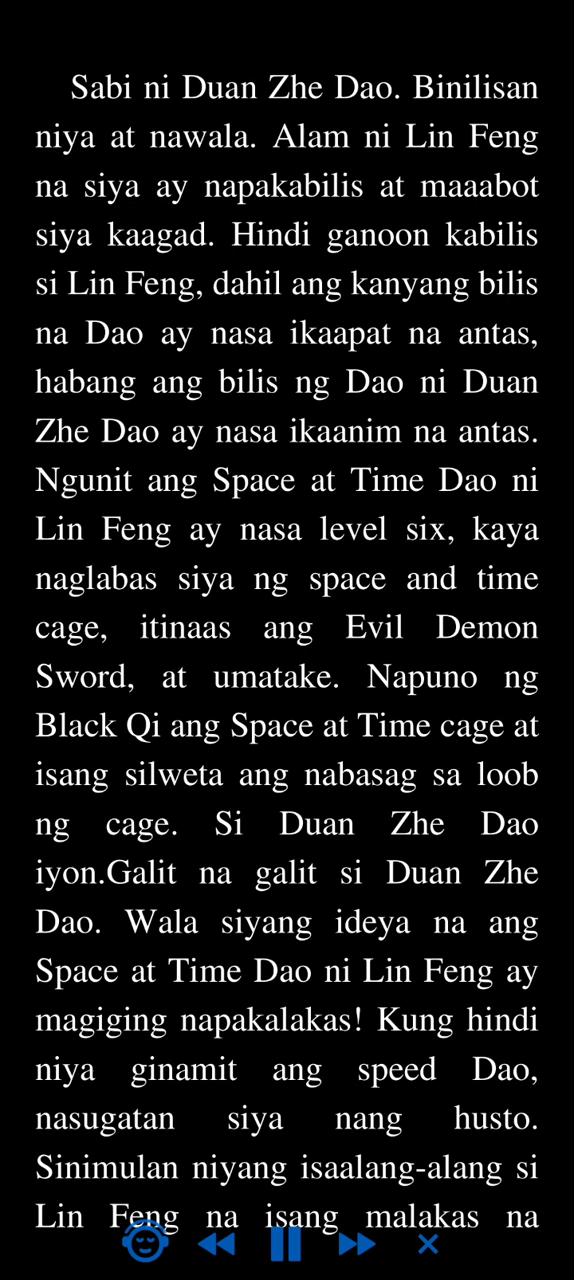 Sabi ni Duan Zhe Dao. Binilisan
niya at nawala. Alam ni Lin Feng
na siya ay napakabilis at maaabot
siya kaagad. Hindi ganoon kabilis
si Lin Feng, dahil ang kanyang bilis
na Dao ay nasa ikaapat na antas,
habang ang bilis ng Dao ni Duan
Zhe Dao ay nasa ikaanim na antas.
Ngunit ang Space at Time Dao ni
Lin Feng ay nasa level six, kaya
naglabas siya ng space and time
cage, itinaas ang Evil Demon
Sword, at umatake. Napuno ng
Black Qi ang Space at Time cage at
isang silweta ang nabasag sa loob
ng cage. Si Duan Zhe Dao
iyon.Galit na galit si Duan Zhe
Dao. Wala siyang ideya na ang
Space at Time Dao ni Lin Feng ay
magiging napakalakas! Kung hindi
niya ginamit ang speed Dao,
nasugatan siya nang husto.
Sinimulan niyang isaalang-alang si
Lin Feng na isang malakas na